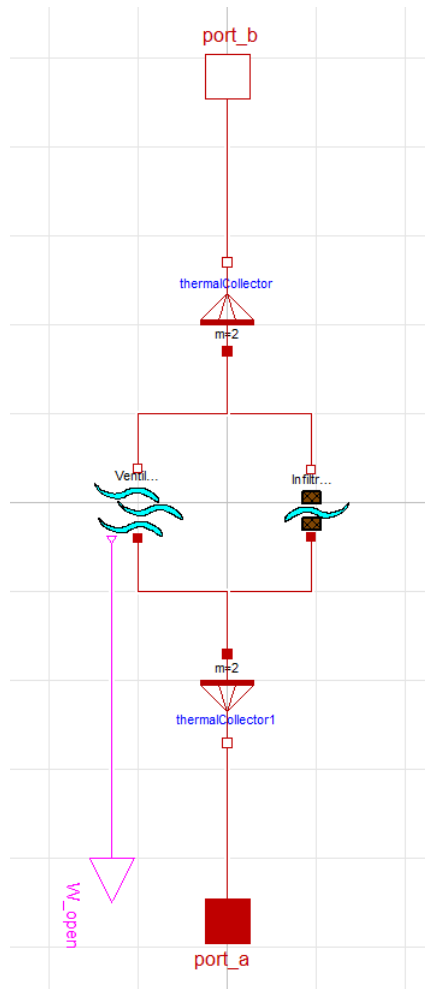 port_b
thermalCollector
m=2
Ventil...
Infiltr...
m=2
thermalCollector1
W_open
port_a